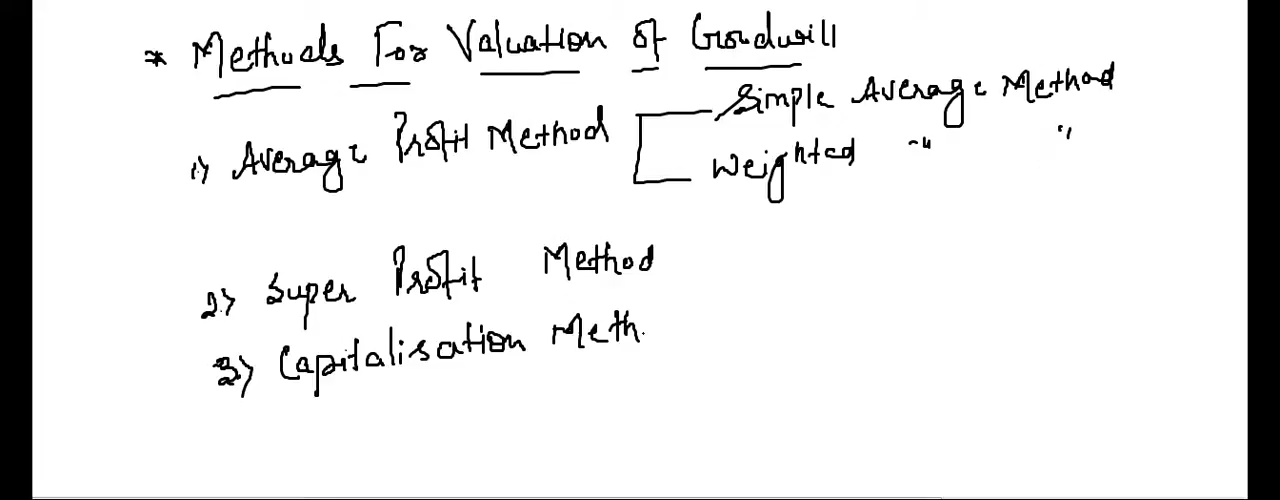 * Methods For Valuation of Goodwill
1) Average Profit Method Simple Average Method
Weighted " "
2) Super Profit Method
3) Capitalisation Meth